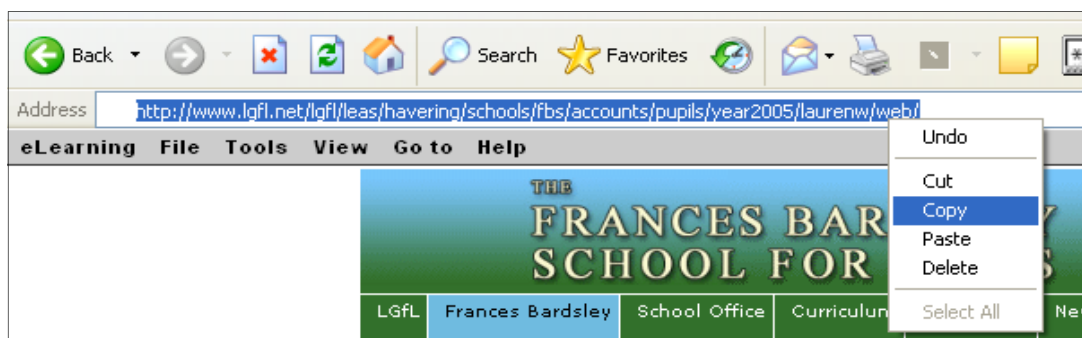 Back Search Favorites
Address http://www.lgfl.net/lgfl/leas/havering/schools/fbs/accounts/pupils/year2005/laurenw/web/
eLearning File Tools View Go to Help
Undo
Cut
Copy
Paste
Delete
Select All
THE
FRANCES BAR
SCHOOL FOR
LGfL Frances Bardsley School Office